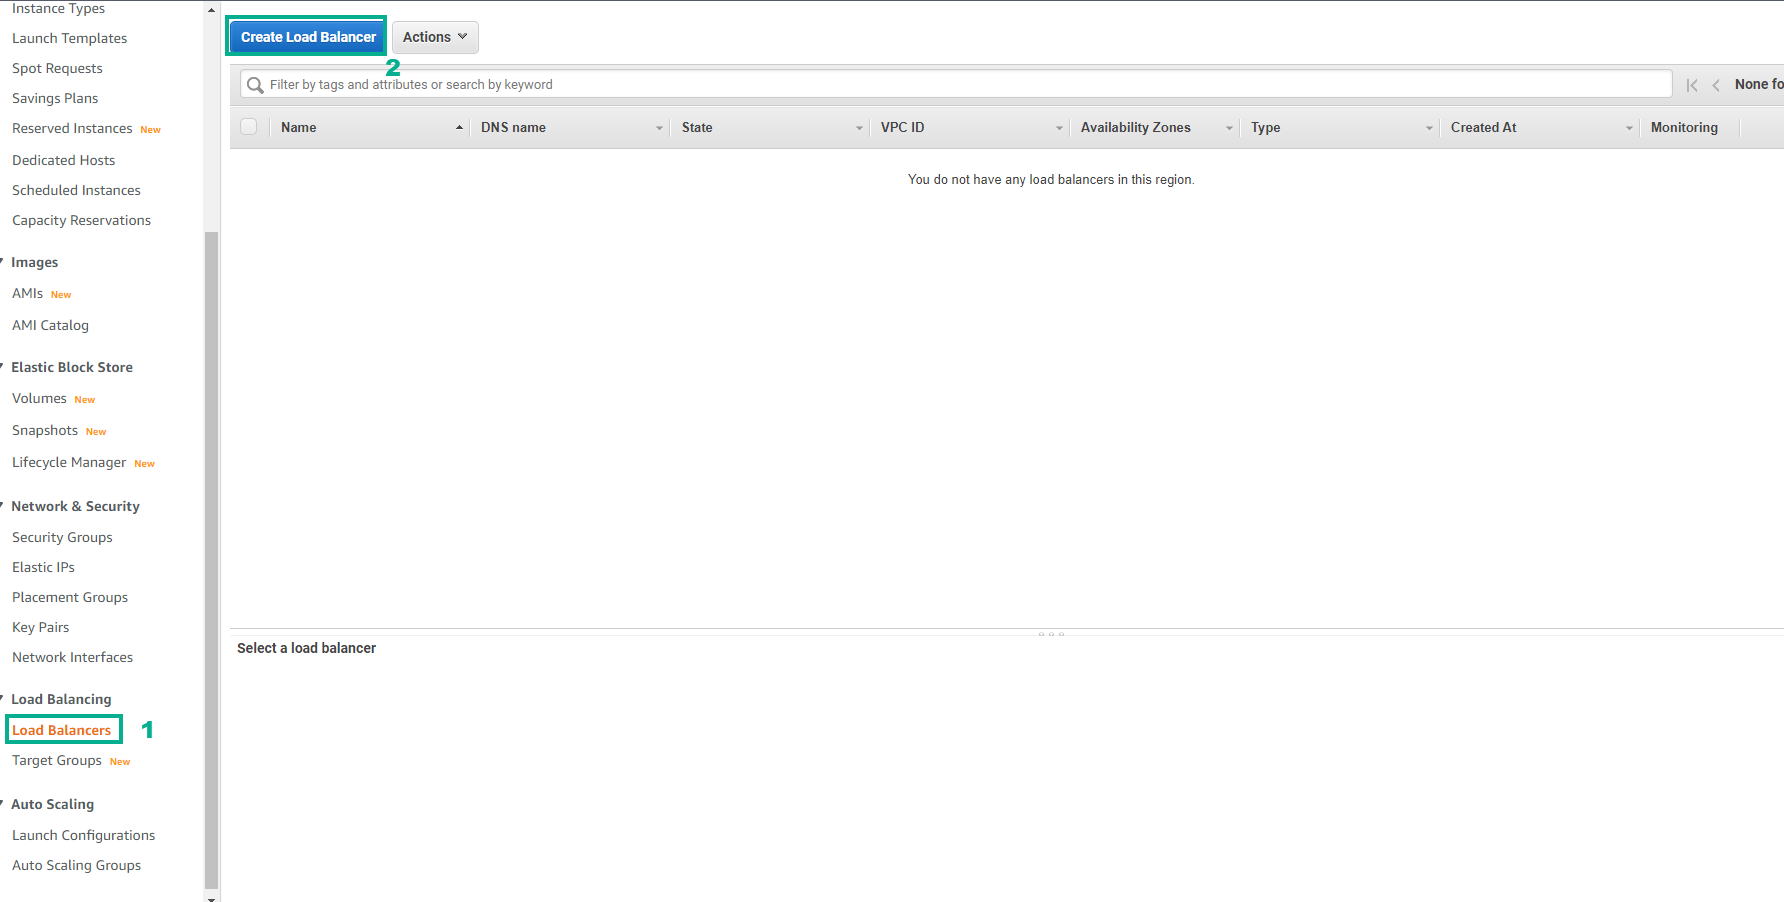 Instance Types
Launch Templates
Spot Requests
Savings Plans
Reserved Instances New
Dedicated Hosts
Scheduled Instances
Capacity Reservations
Images
AMIs New
AMI Catalog
Elastic Block Store
Volumes New
Snapshots New
Lifecycle Manager New
Network & Security
Security Groups
Elastic IPs
Placement Groups
Key Pairs
Network Interfaces
Load Balancing
Load Balancers 1
Target Groups New
Auto Scaling
Launch Configurations
Auto Scaling Groups
Create Load Balancer Actions
2
Filter by tags and attributes or search by keyword None fo
Name DNS name State VPC ID Availability Zones Type Created At Monitoring
You do not have any load balancers in this region.
Select a load balancer